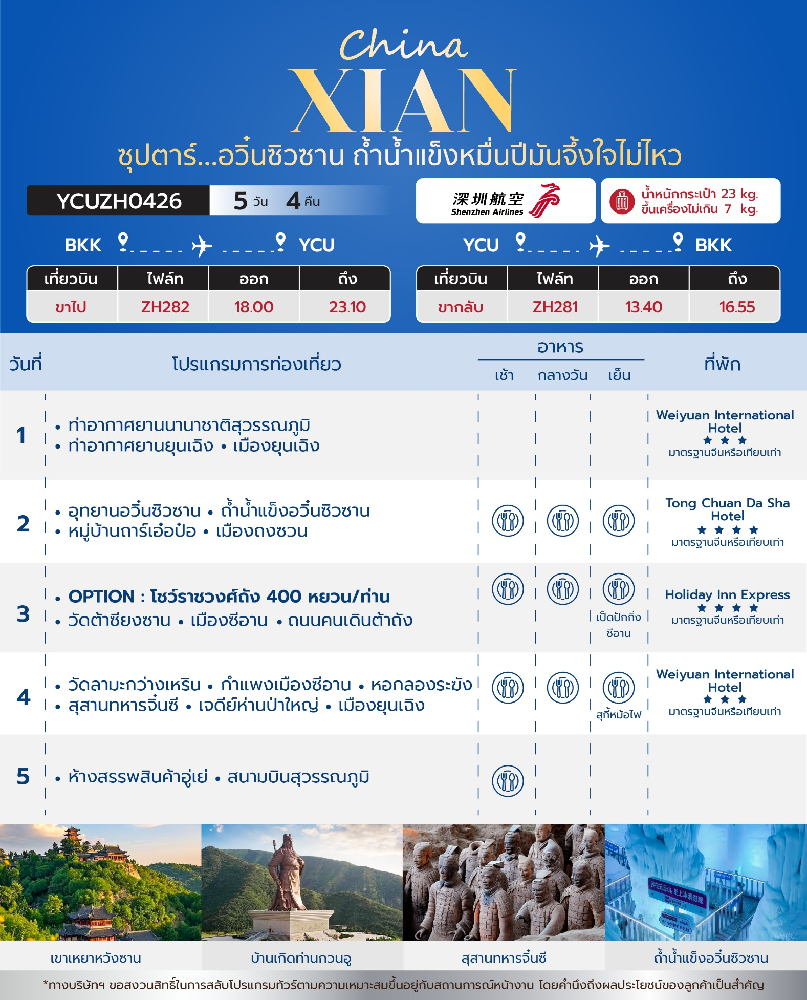 China
XIAN
ซุปตาร์...อวิ๋นซิวซาน ถ้ำน้ำแข็งหมื่นปีมันจึ้งใจไม่ไหว
YCUZH0426 5 วัน 4 คืน
深圳航空
Shenzhen Airlines
น้ำหนักกระเป๋า 23 kg.
ขึ้นเครื่องไม่เกิน 7 kg.
BKK YCU
เที่ยวบิน ไฟล์ท ออก ถึง
ขาไป ZH282 18.00 23.10
YCU BKK
เที่ยวบิน ไฟล์ท ออก ถึง
ขากลับ ZH281 13.40 16.55
วันที่ โปรแกรมการท่องเที่ยว อาหาร ที่พัก
เช้า กลางวัน เย็น
1
• ท่าอากาศยานนานาชาติสุวรรณภูมิ
• ท่าอากาศยานยุนเฉิง • เมืองยุนเฉิง
Weiyuan International
Hotel
มาตรฐานจีนหรือเทียบเท่า
2
• อุทยานอวิ๋นซิวซาน • ถ้ำน้ำแข็งอวิ๋นซิวซาน
• หมู่บ้านถาร์เอ๋อป๋อ • เมืองถงซวน
Tong Chuan Da Sha
Hotel
มาตรฐานจีนหรือเทียบเท่า
3
• OPTION : โชว์ราชวงศ์ถัง 400 หยวน/ท่าน
• วัดต้าซียงซาน • เมืองซีอาน • ถนนคนเดินต้าถัง
เป็ดปักกิ่ง
ซีอาน
Holiday Inn Express
มาตรฐานจีนหรือเทียบเท่า
4
• วัดลามะกว่างเหริน • กำแพงเมืองซีอาน • หอกลองระฆัง
• สุสานทหารจิ๋นซี • เจดีย์ห่านป่าใหญ่ • เมืองยุนเฉิง
สุกี้หม้อไฟ
Weiyuan International
Hotel
มาตรฐานจีนหรือเทียบเท่า
5
• ห้างสรรพสินค้าอู่เย่ • สนามบินสุวรรณภูมิ
我在云丘山,爱上冰洞奇观
เขาเหยาหวังซาน
บ้านเกิดท่านกวนอู
สุสานทหารจิ๋นซี
ถ้ำน้ำแข็งอวิ๋นซิวซาน
*ทางบริษัทฯ ขอสงวนสิทธิ์ในการสลับโปรแกรมทัวร์ตามความเหมาะสมขึ้นอยู่กับสถานการณ์หน้างาน โดยคำนึงถึงผลประโยชน์ของลูกค้าเป็นสำคัญ